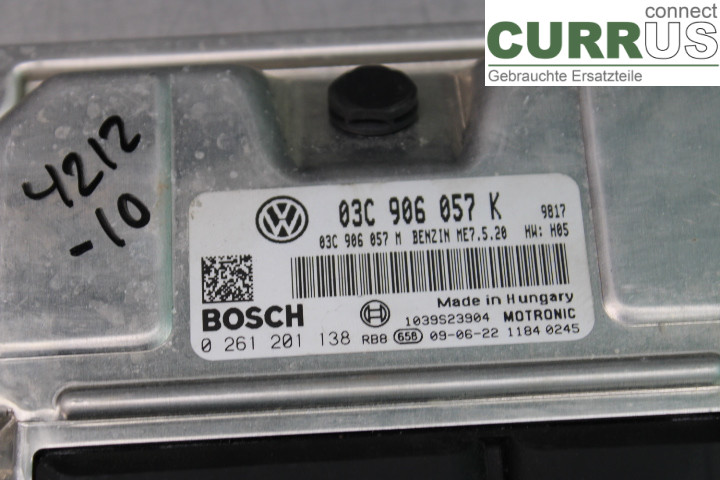 connect
CURRUS
Gebrauchte Ersatzteile
4212
-10
VW
03C 906 057 K 9817
03C 906 057 M BENZIN ME7.5.20 HW: H05
Made in Hungary
BOSCH
1039S23904 MOTRONIC
0 261 201 138 RB8 658 09-06-22 1184 0245